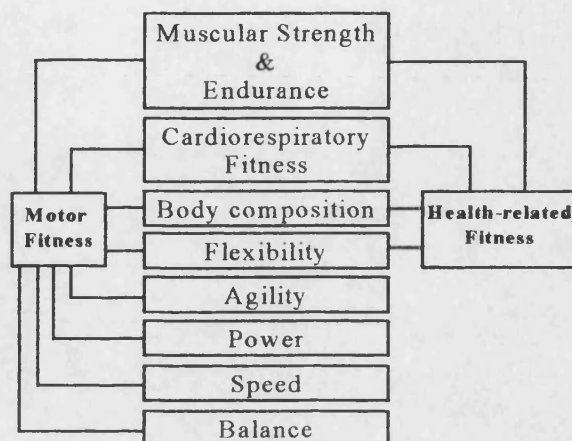 Muscular Strength
&
Endurance
Cardiorespiratory
Fitness
Motor
Fitness
Body composition
Health-related
Fitness
Flexibility
Agility
Power
Speed
Balance